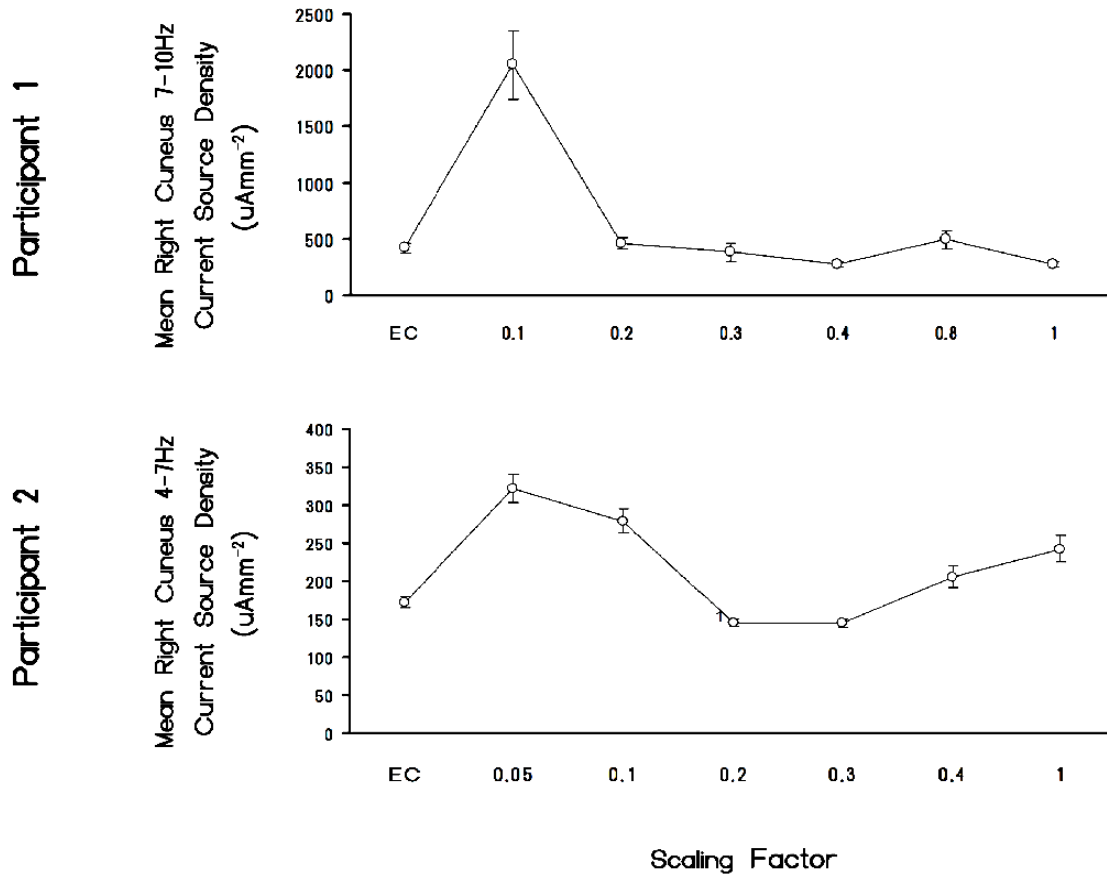 Participant 1
Mean Right Cuneus 7-10Hz
Current Source Density
(uAmm⁻²)
2500
2000
1500
1000
500
0
EC 0.1 0.2 0.3 0.4 0.8 1
Participant 2
Mean Right Cuneus 4-7Hz
Current Source Density
(uAmm⁻²)
400
350
300
250
200
150
100
50
0
1
EC 0.05 0.1 0.2 0.3 0.4 1
Scaling Factor